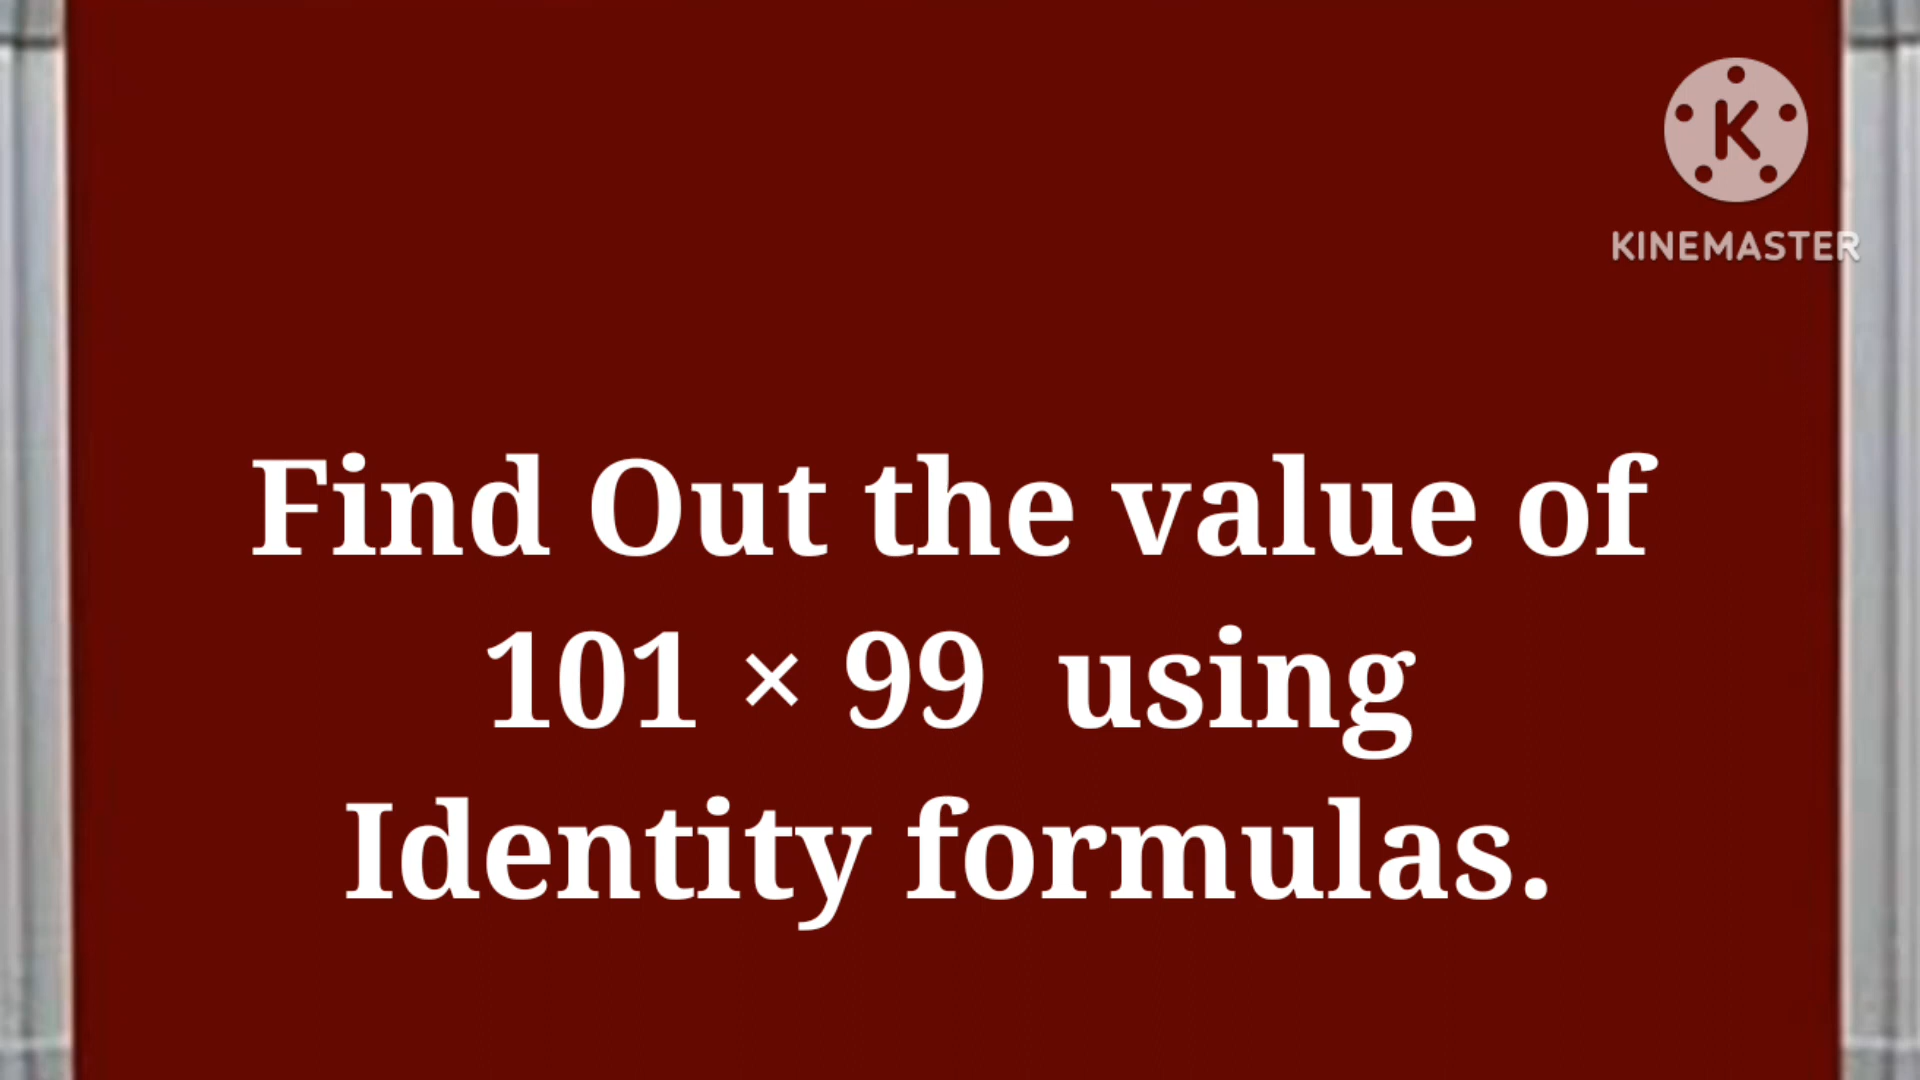 K
KINEMASTER
Find Out the value of
101 × 99 using
Identity formulas.